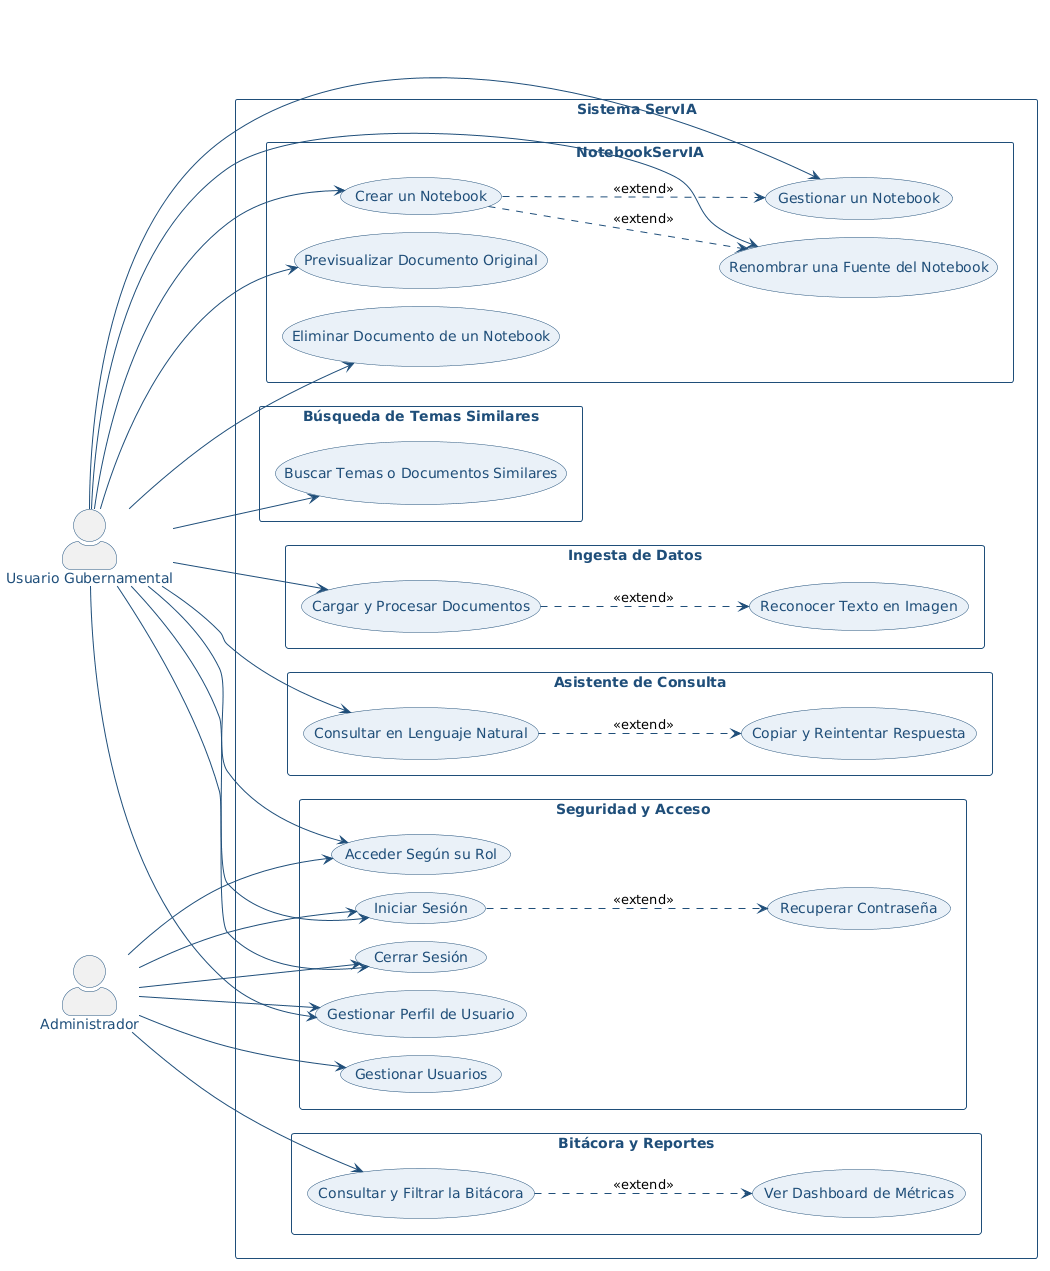 Sistema ServIA
NotebookServIA
Crear un Notebook
«extend»
Gestionar un Notebook
«extend»
Previsualizar Documento Original
Renombrar una Fuente del Notebook
Eliminar Documento de un Notebook
Búsqueda de Temas Similares
Buscar Temas o Documentos Similares
Usuario Gubernamental
Ingesta de Datos
Cargar y Procesar Documentos
«extend»
Reconocer Texto en Imagen
Asistente de Consulta
Consultar en Lenguaje Natural
«extend»
Copiar y Reintentar Respuesta
Seguridad y Acceso
Acceder Según su Rol
Iniciar Sesión
«extend»
Recuperar Contraseña
Cerrar Sesión
Gestionar Perfil de Usuario
Administrador
Gestionar Usuarios
Bitácora y Reportes
Consultar y Filtrar la Bitácora
«extend»
Ver Dashboard de Métricas